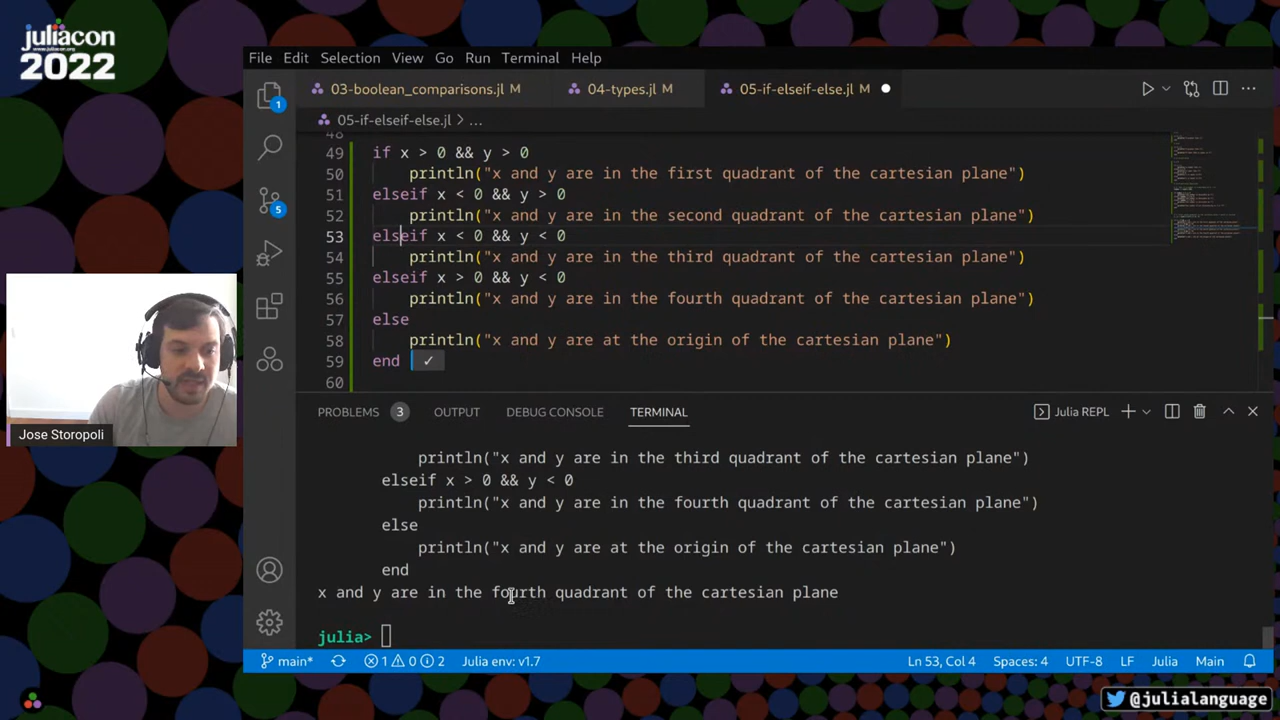 juliacon
2022
File Edit Selection View Go Run Terminal Help
03-boolean_comparisons.jl M 04-types.jl M 05-if-elseif-else.jl M
05-if-elseif-else.jl > ...
48
49 if x > 0 && y > 0
50 println("x and y are in the first quadrant of the cartesian plane")
51 elseif x < 0 && y > 0
52 println("x and y are in the second quadrant of the cartesian plane")
53 elseif x < 0 && y < 0
54 println("x and y are in the third quadrant of the cartesian plane")
55 elseif x > 0 && y < 0
56 println("x and y are in the fourth quadrant of the cartesian plane")
57 else
58 println("x and y are at the origin of the cartesian plane")
59 end ✓
60
1
5
PROBLEMS 3 OUTPUT DEBUG CONSOLE TERMINAL Julia REPL
println("x and y are in the third quadrant of the cartesian plane")
elseif x > 0 && y < 0
println("x and y are in the fourth quadrant of the cartesian plane")
else
println("x and y are at the origin of the cartesian plane")
end
x and y are in the fourth quadrant of the cartesian plane
julia>
Jose Storopoli
main* 1 0 2 Julia env: v1.7 Ln 53, Col 4 Spaces: 4 UTF-8 LF Julia Main
@julialanguage